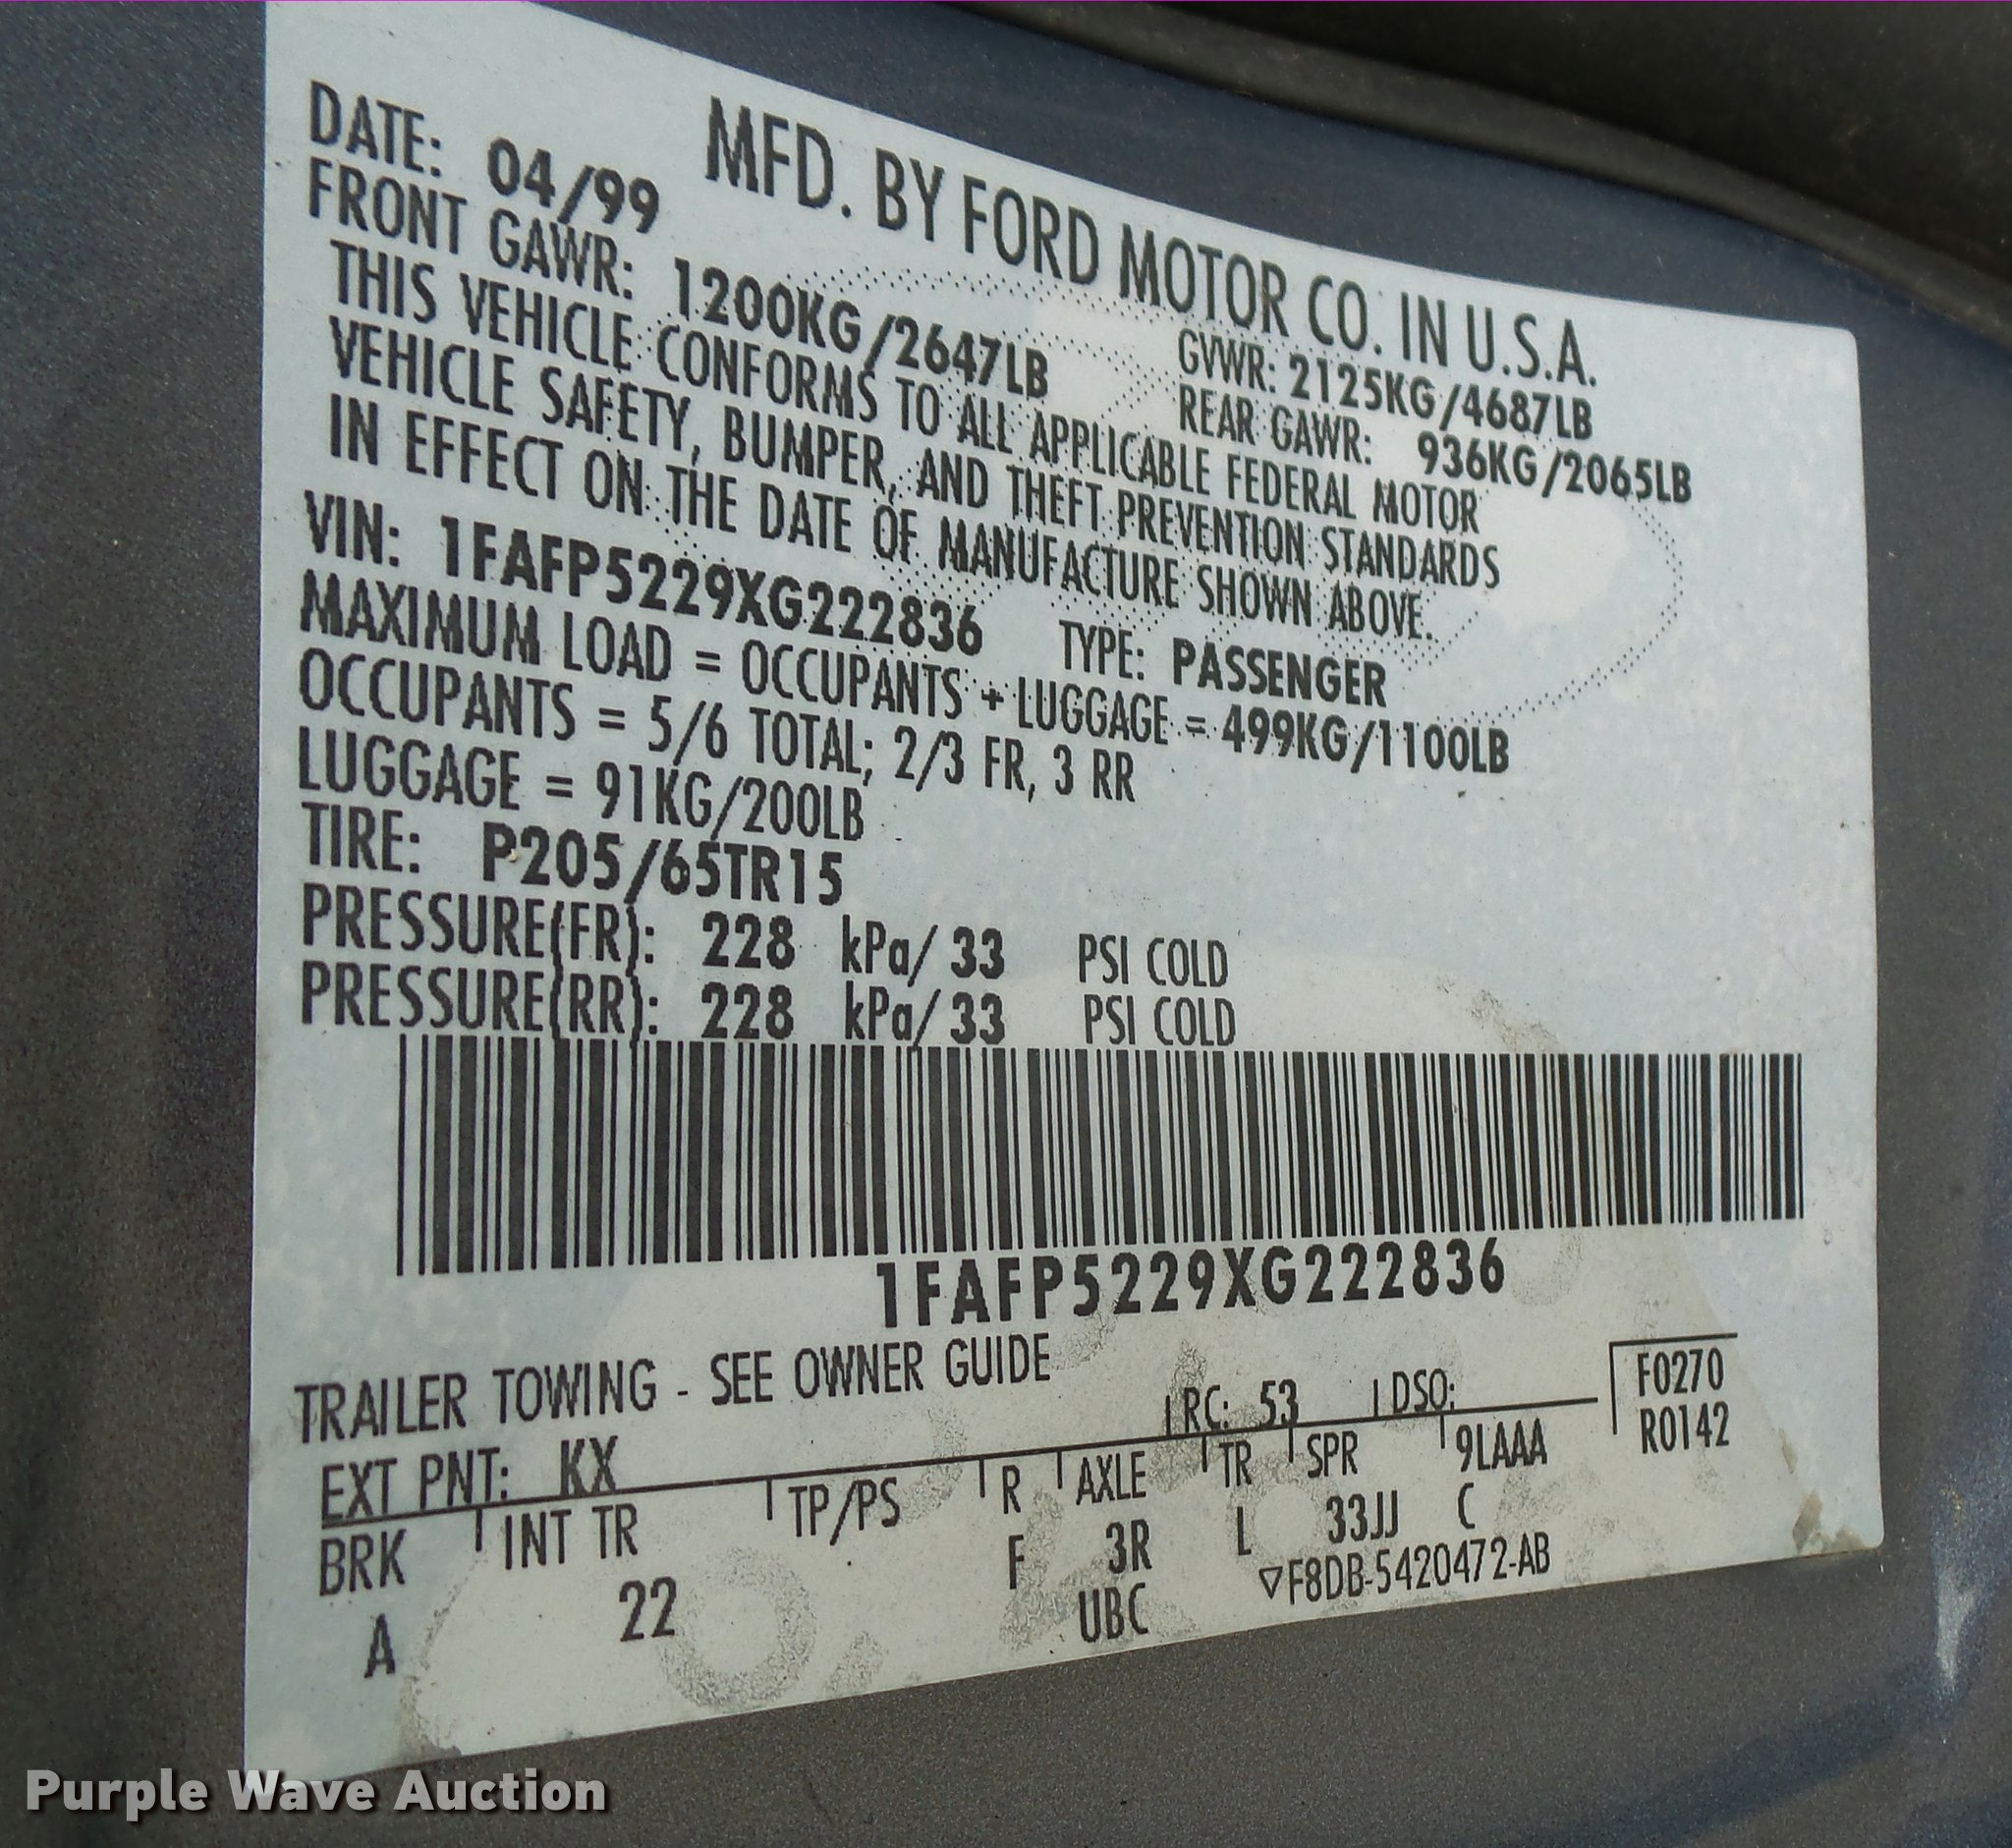 MFD. BY FORD MOTOR CO. IN U.S.A.
DATE: 04/99 GVWR: 2125KG/4687LB
FRONT GAWR: 1200KG/2647LB REAR GAWR: 936KG/2065LB
THIS VEHICLE CONFORMS TO ALL APPLICABLE FEDERAL MOTOR
VEHICLE SAFETY, BUMPER, AND THEFT PREVENTION STANDARDS
IN EFFECT ON THE DATE OF MANUFACTURE SHOWN ABOVE.
VIN: 1FAFP5229XG222836 TYPE: PASSENGER
MAXIMUM LOAD = OCCUPANTS + LUGGAGE = 499KG/1100LB
OCCUPANTS = 5/6 TOTAL; 2/3 FR, 3 RR
LUGGAGE = 91KG/200LB
TIRE: P205/65TR15
PRESSURE(FR): 228 kPa/ 33 PSI COLD
PRESSURE(RR): 228 kPa/ 33 PSI COLD
1FAFP5229XG222836
TRAILER TOWING - SEE OWNER GUIDE
F0270
EXT PNT: KX RC: 53 DSO:
R0142
BRK INT TR TP/PS R AXLE TR SPR 9LAAA
A 22 F 3R L 33JJ C
UBC ▽F8DB-5420472-AB
Purple Wave Auction